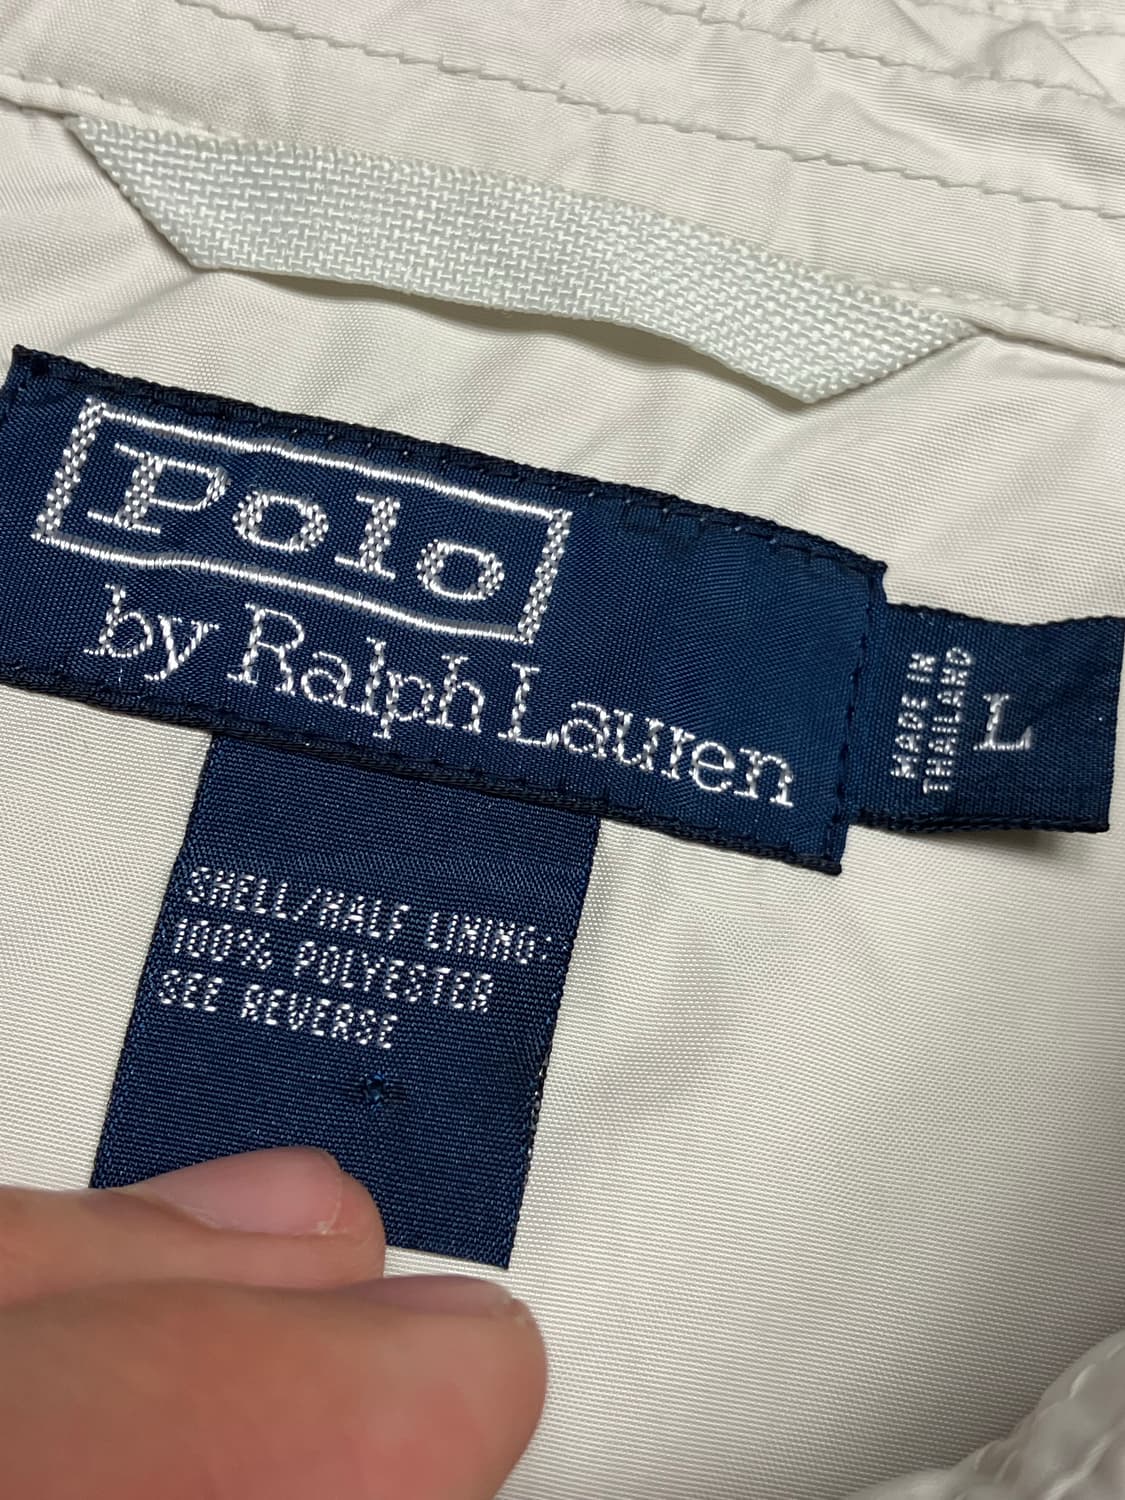 Polo
by Ralph Lauren
MADE IN
THAILAND
L
SHELL/HALF LINING:
100% POLYESTER
SEE REVERSE